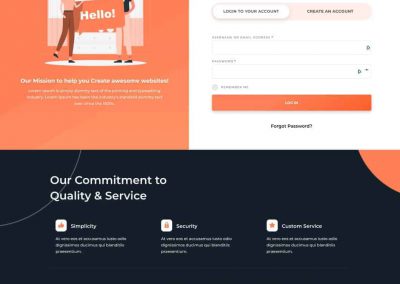 Hello!
Our Mission to help you Create awesome websites!
Lorem Ipsum is simply dummy text of the printing and typesetting
industry. Lorem Ipsum has been the industry's standard dummy text
ever since the 1500s.
LOGIN TO YOUR ACCOUNT
CREATE AN ACCOUNT
USERNAME OR EMAIL ADDRESS *
PASSWORD *
REMEMBER ME
LOG IN
Forgot Password?
Our Commitment to
Quality & Service
Simplicity
At vero eos et accusamus iusto odio
dignissimos ducimus qui blanditiis
praesentium.
Security
At vero eos et accusamus iusto odio
dignissimos ducimus qui blanditiis
praesentium.
Custom Service
At vero eos et accusamus iusto odio
dignissimos ducimus qui blanditiis
praesentium.